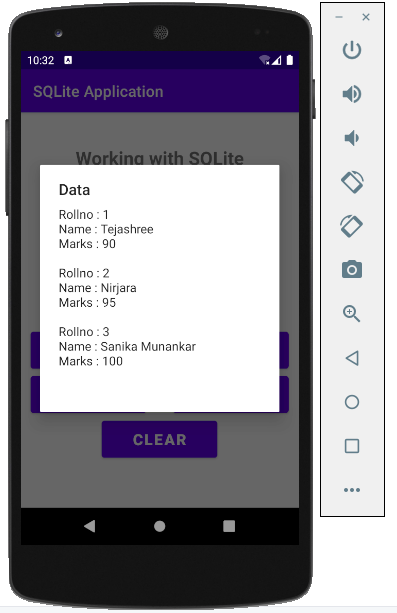 10:32
SQLite Application
Working with SQLite
Data
Rollno : 1
Name : Tejashree
Marks : 90
Rollno : 2
Name : Nirjara
Marks : 95
Rollno : 3
Name : Sanika Munankar
Marks : 100
CLEAR